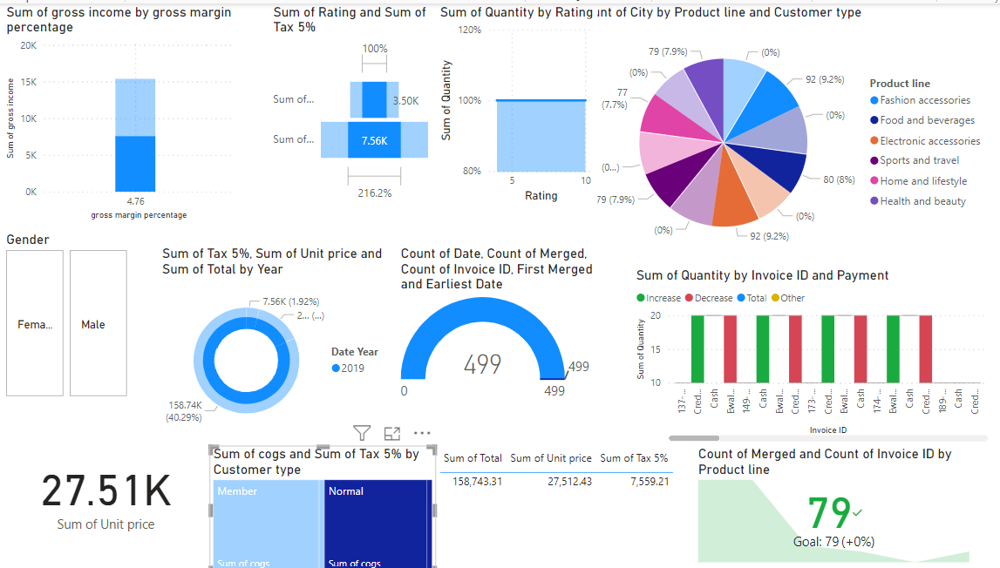 Sum of gross income by gross margin
percentage
20K
15K
10K
5K
0K
Sum of gross income
4.76
gross margin percentage
Sum of Rating and Sum of
Tax 5%
100%
Sum of...
3.50K
Sum of...
7.56K
216.2%
Sum of Quantity by Rating
120%
100%
80%
Sum of Quantity
5
10
Rating
nt of City by Product line and Customer type
79 (7.9%)
(0%)
(0%)
92 (9.2%)
77
(7.7%)
(0%)
(0...)
80 (8%)
79 (7.9%)
(0%)
(0%)
92 (9.2%)
Product line
Fashion accessories
Food and beverages
Electronic accessories
Sports and travel
Home and lifestyle
Health and beauty
Gender
Fema...
Male
Sum of Tax 5%, Sum of Unit price and
Sum of Total by Year
7.56K (1.92%)
2... (...)
158.74K
(40.29%)
Date Year
2019
Count of Date, Count of Merged,
Count of Invoice ID, First Merged
and Earliest Date
499
499
0
499
Sum of Quantity by Invoice ID and Payment
Increase Decrease Total Other
20
15
10
Sum of Quantity
137-...
Cred...
Cash
Ewal...
149-...
Cash
Ewal...
Cred...
173-...
Cred...
Ewal...
Cash
174-...
Ewal...
Cash
Cred...
189-...
Cash
Cred...
Invoice ID
27.51K
Sum of Unit price
Sum of cogs and Sum of Tax 5% by
Customer type
Member
Normal
Sum of cogs
Sum of cogs
Sum of Total Sum of Unit price Sum of Tax 5%
158,743.31 27,512.43 7,559.21
Count of Merged and Count of Invoice ID by
Product line
79
Goal: 79 (+0%)